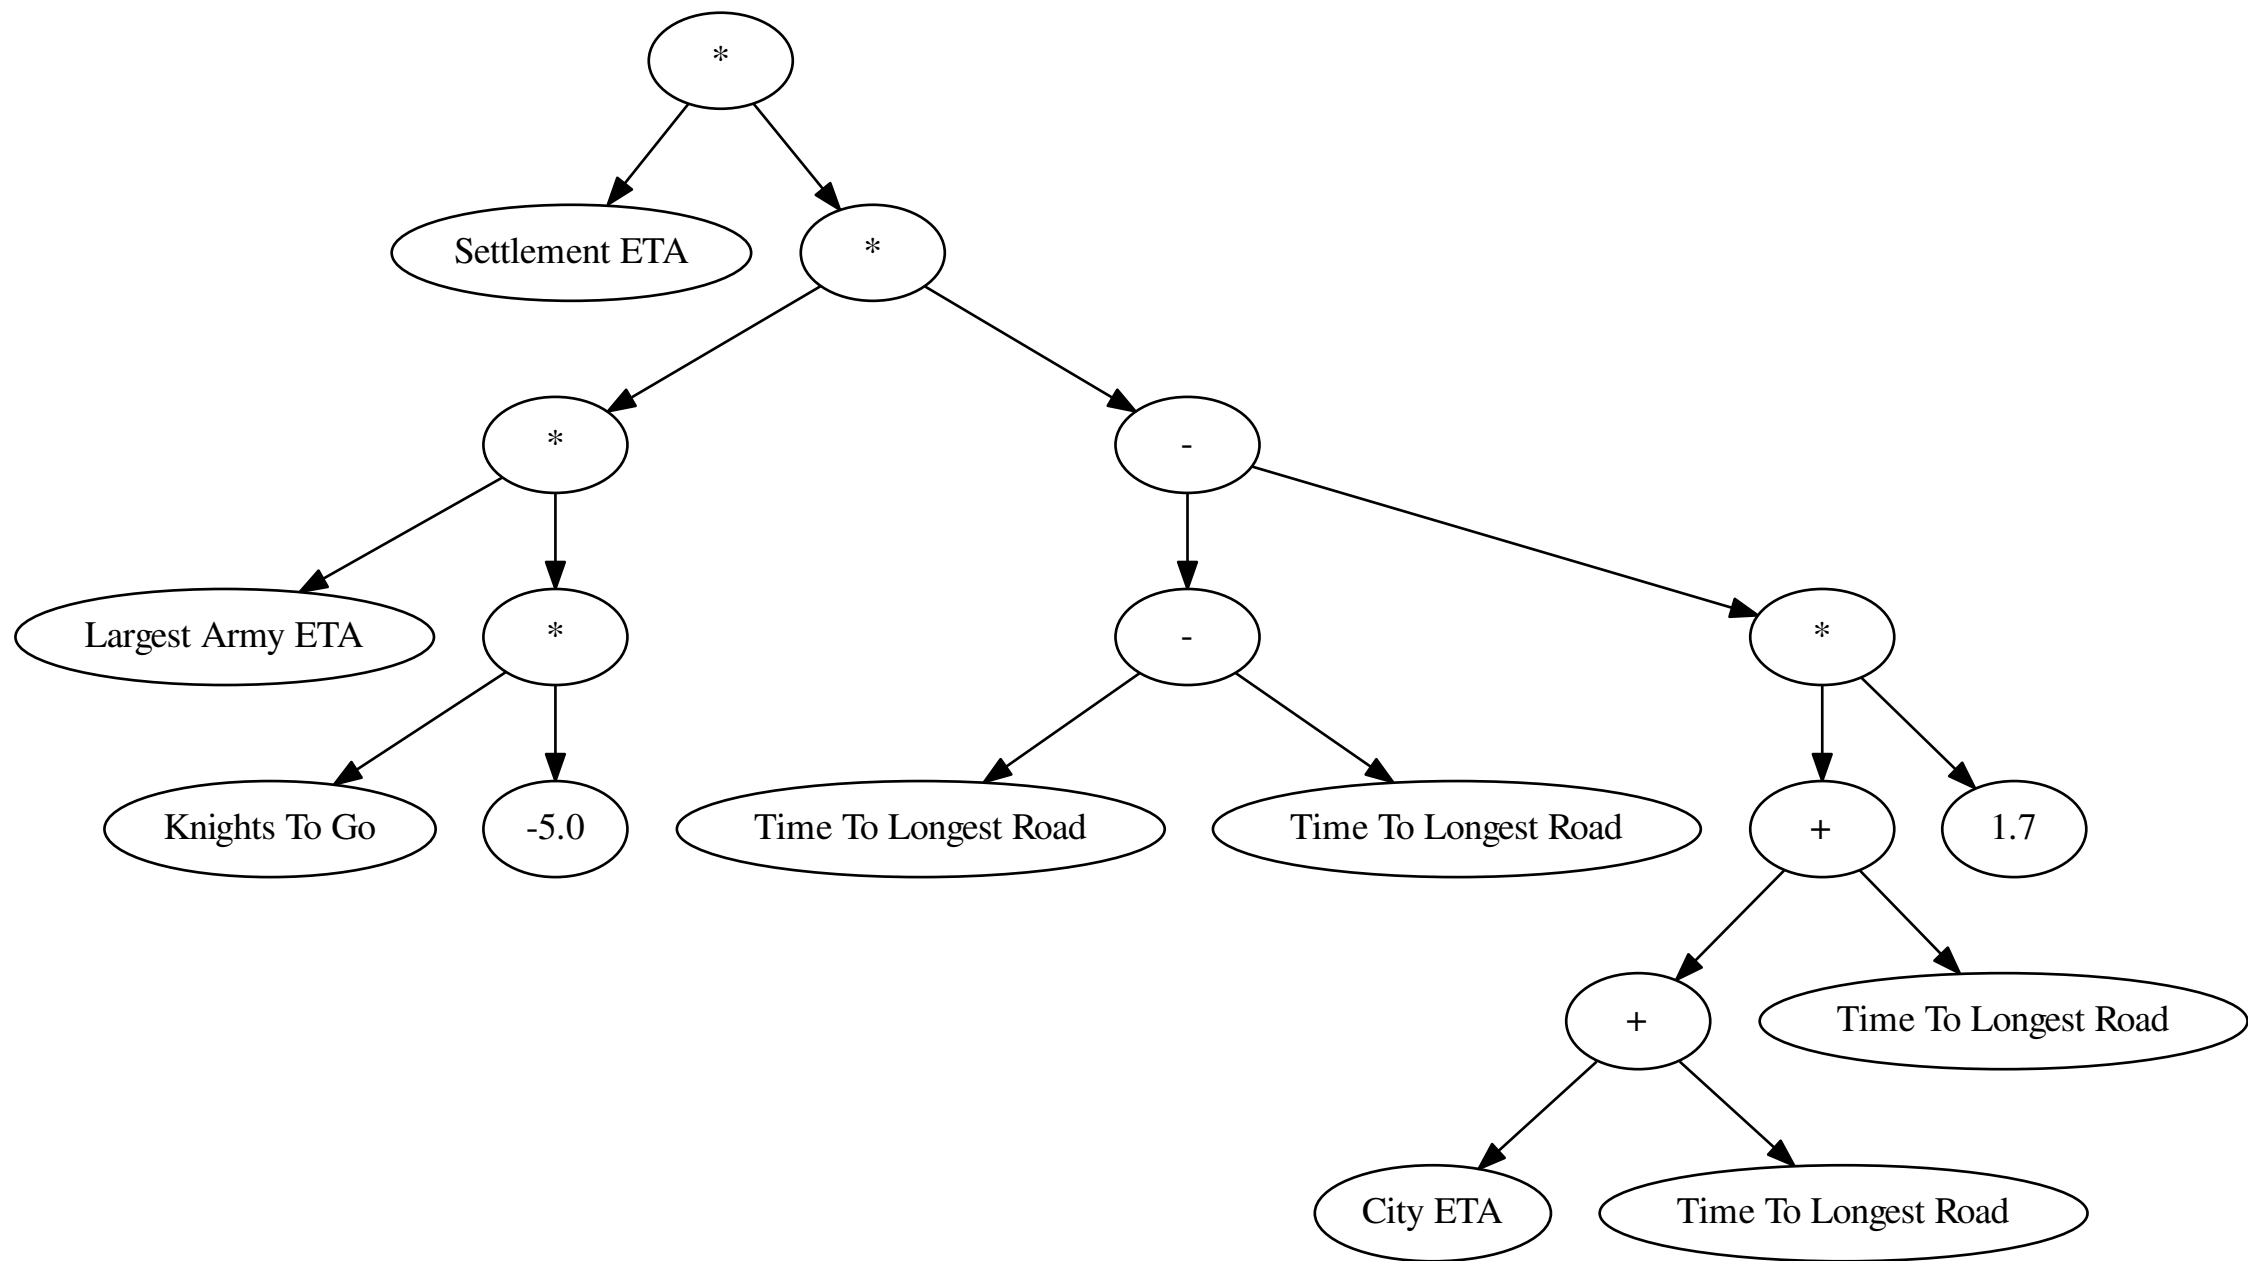 *
Settlement ETA
*
*
-
Largest Army ETA
*
-
*
Knights To Go
-5.0
Time To Longest Road
Time To Longest Road
+
1.7
+
Time To Longest Road
City ETA
Time To Longest Road